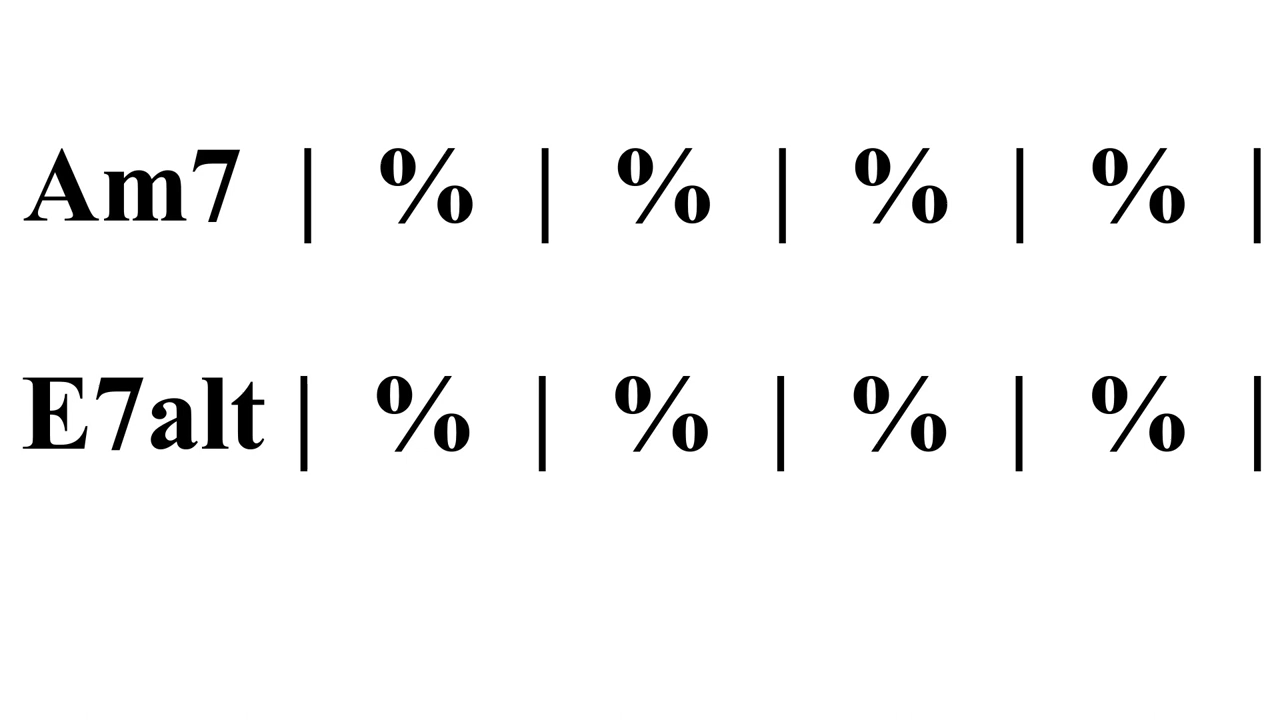 Am7 | % | % | % | % |
E7alt | % | % | % | % |